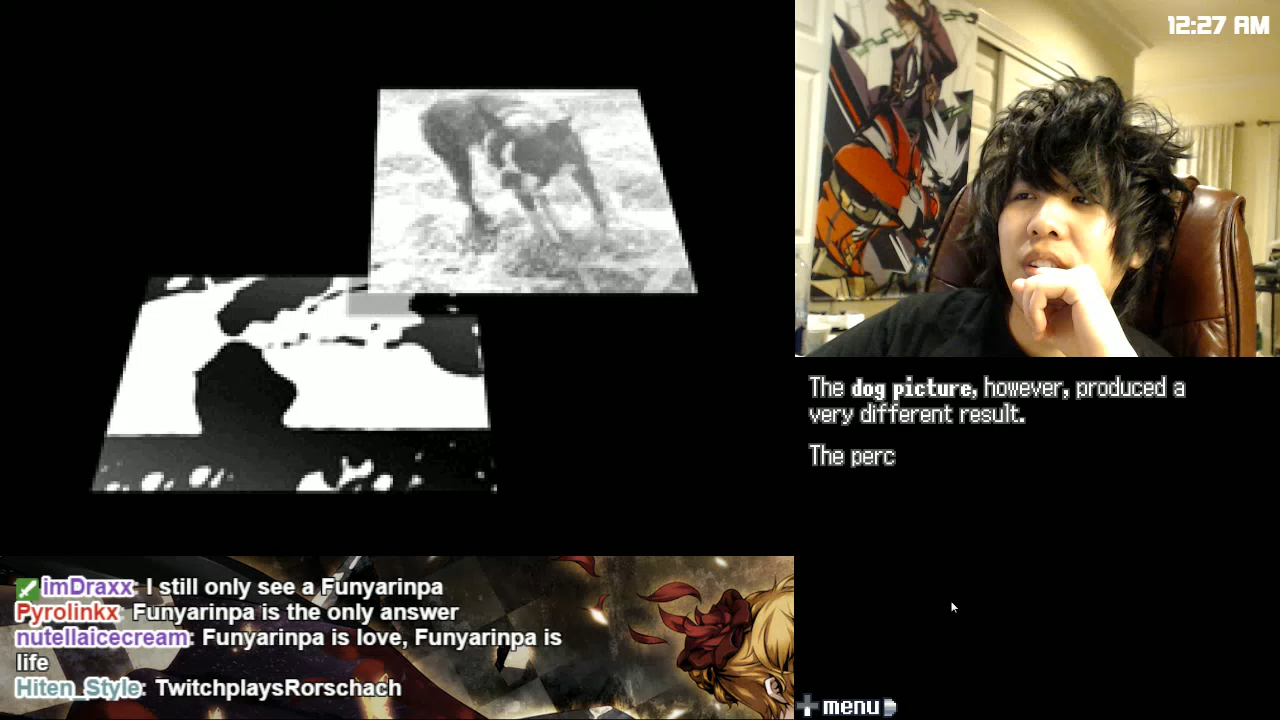 12:27 AM
The dog picture, however, produced a
very different result.
The perc
imDraxx: I still only see a Funyarinpa
Pyrolinkx: Funyarinpa is the only answer
nutellaicecream: Funyarinpa is love, Funyarinpa is
life
Hiten_Style: TwitchplaysRorschach
menu